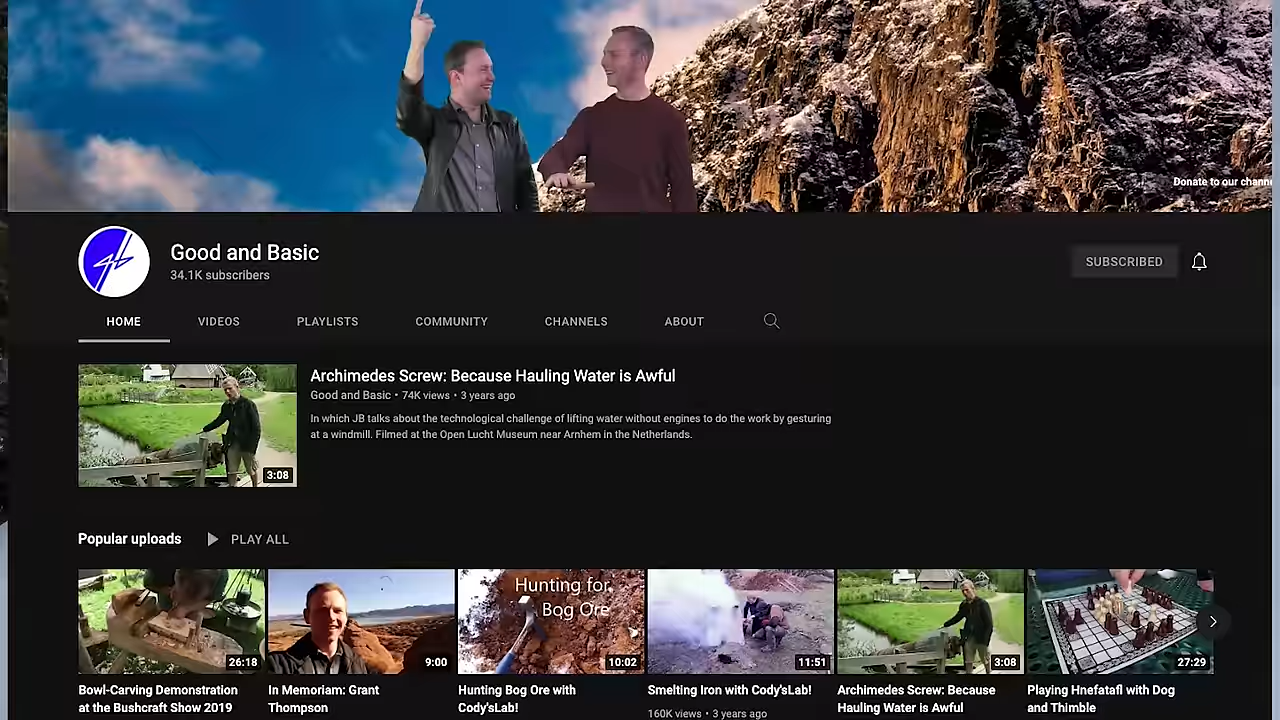 Donate to our chann
Good and Basic
34.1K subscribers
SUBSCRIBED
HOME
VIDEOS
PLAYLISTS
COMMUNITY
CHANNELS
ABOUT
Archimedes Screw: Because Hauling Water is Awful
Good and Basic • 74K views • 3 years ago
In which JB talks about the technological challenge of lifting water without engines to do the work by gesturing
at a windmill. Filmed at the Open Lucht Museum near Arnhem in the Netherlands.
3:08
Popular uploads
PLAY ALL
Hunting for
Bog Ore
26:18
9:00
10:02
11:51
3:08
27:29
Bowl-Carving Demonstration
at the Bushcraft Show 2019
In Memoriam: Grant
Thompson
Hunting Bog Ore with
Cody'sLab!
Smelting Iron with Cody'sLab!
160K views • 3 years ago
Archimedes Screw: Because
Hauling Water is Awful
Playing Hnefatafl with Dog
and Thimble